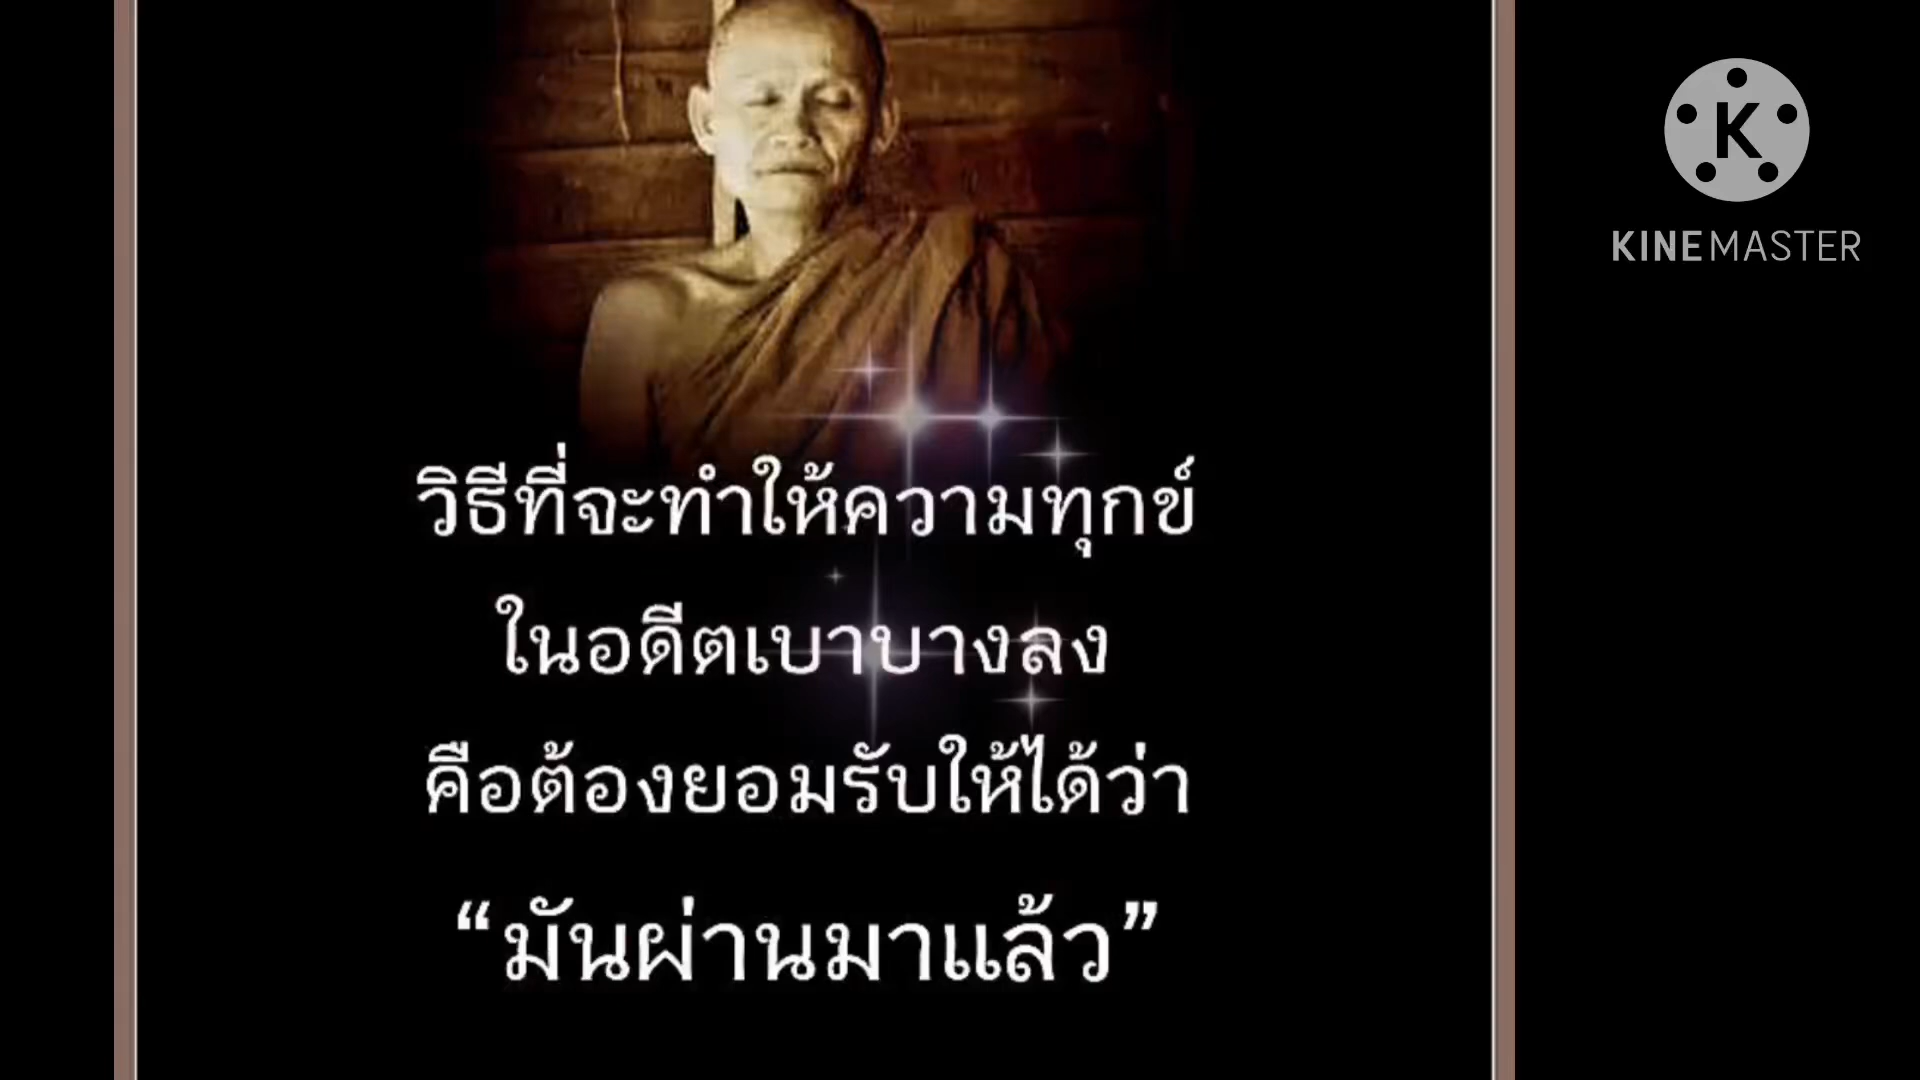 K
KINEMASTER
วิธีที่จะทำให้ความทุกข์
ในอดีตเบาบางลง
คือต้องยอมรับให้ได้ว่า
“มันผ่านมาแล้ว”